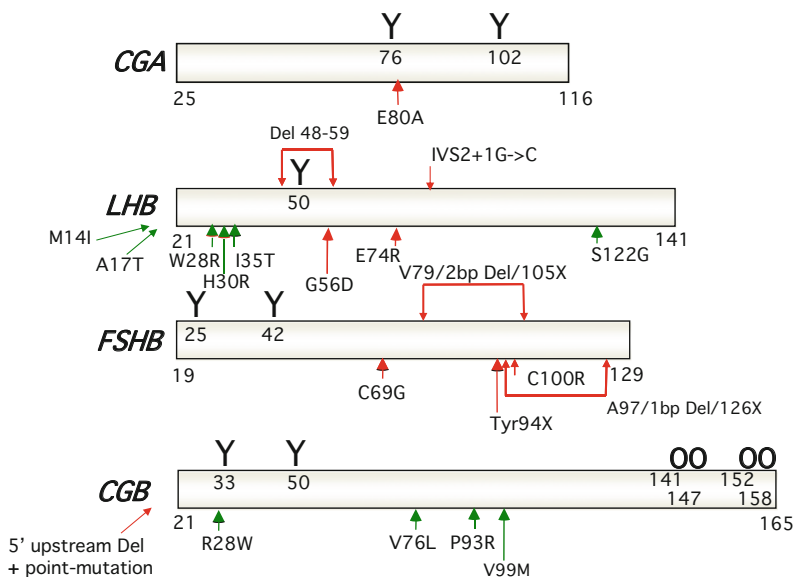 Y Y
CGA 76 102
25 116
E80A
Del 48-59
IVS2+1G->C
Y
LHB 50
M14I 21 141
A17T W28R I35T E74R S122G
H30R G56D V79/2bp Del/105X
Y Y
FSHB 25 42
19 129
C69G C100R
Tyr94X A97/1bp Del/126X
Y Y OO OO
CGB 33 50 141 152
147 158
21 165
5' upstream Del R28W V76L P93R
+ point-mutation V99M